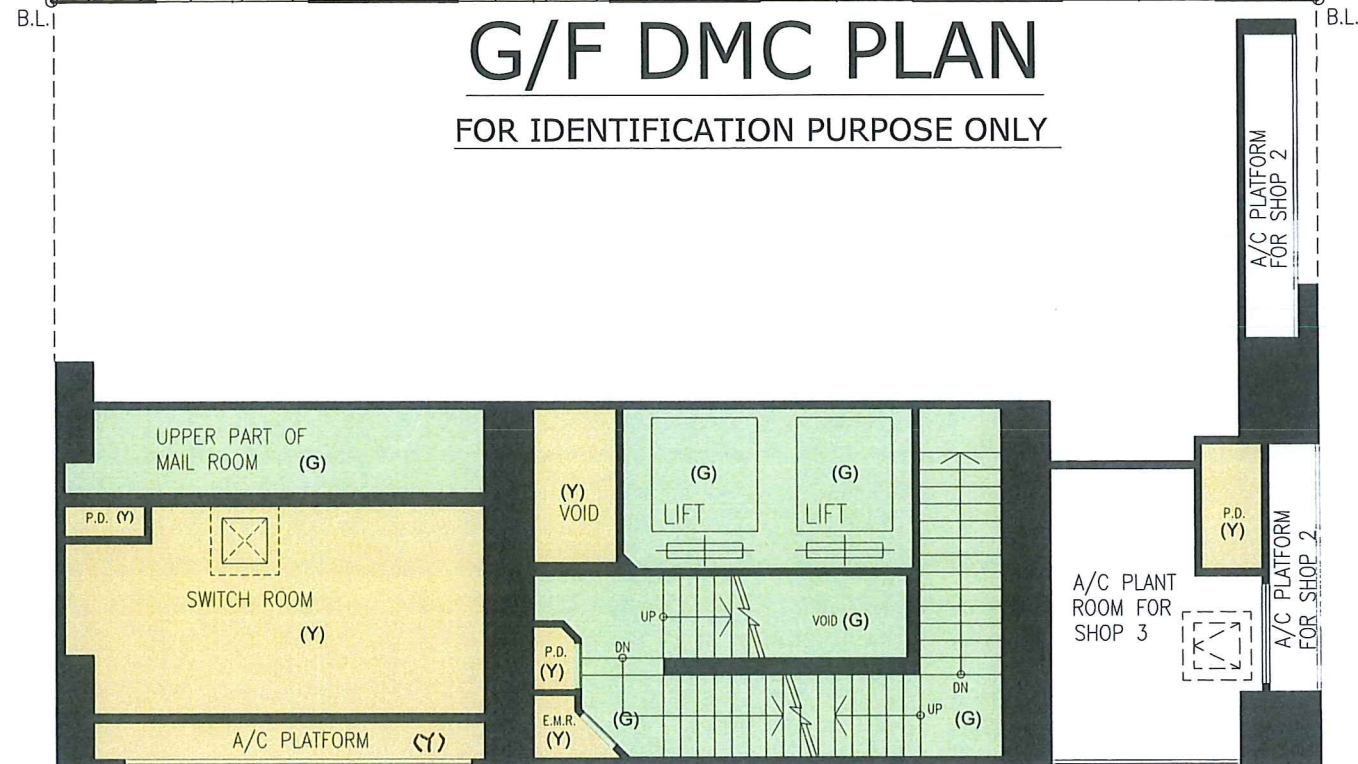 B.L.
B.L.
G/F DMC PLAN
FOR IDENTIFICATION PURPOSE ONLY
A/C PLATFORM
FOR SHOP 2
UPPER PART OF
MAIL ROOM (G)
P.D. (Y)
SWITCH ROOM
(Y)
A/C PLATFORM (Y)
(Y)
VOID
(G)
LIFT
(G)
LIFT
UP
VOID (G)
DN
P.D.
(Y)
E.M.R.
(Y)
(G)
UP
DN
(G)
A/C PLANT
ROOM FOR
SHOP 3
P.D.
(Y)
A/C PLATFORM
FOR SHOP 2